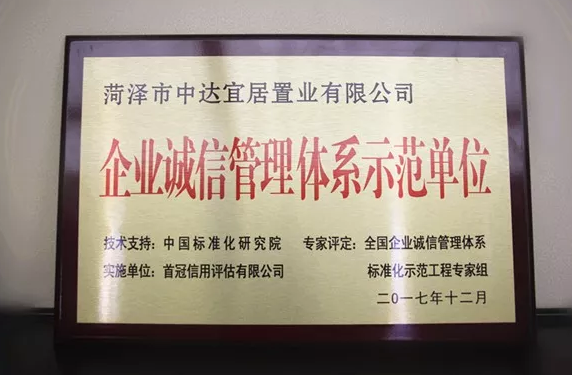 菏泽市中达宜居置业有限公司
企业诚信管理体系示范单位
技术支持：中国标准化研究院 专家评定：全国企业诚信管理体系
实施单位：首冠信用评估有限公司 标准化示范工程专家组
二0一七年十二月